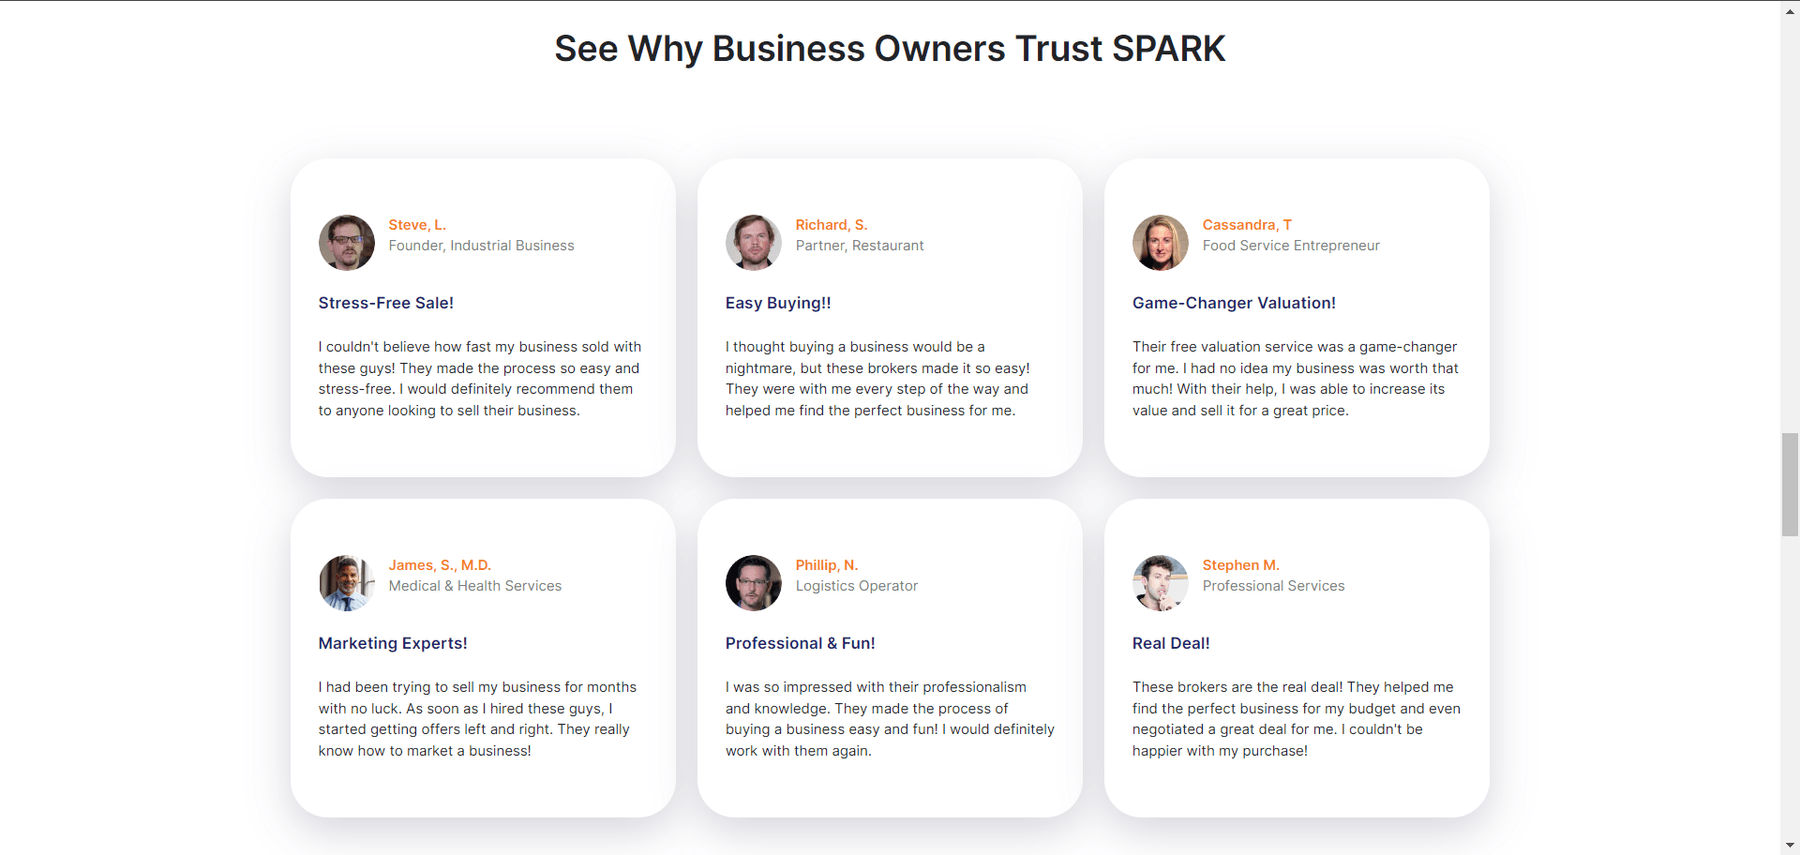 See Why Business Owners Trust SPARK
Steve, L.
Founder, Industrial Business
Stress-Free Sale!
I couldn't believe how fast my business sold with
these guys! They made the process so easy and
stress-free. I would definitely recommend them
to anyone looking to sell their business.
Richard, S.
Partner, Restaurant
Easy Buying!!
I thought buying a business would be a
nightmare, but these brokers made it so easy!
They were with me every step of the way and
helped me find the perfect business for me.
Cassandra, T
Food Service Entrepreneur
Game-Changer Valuation!
Their free valuation service was a game-changer
for me. I had no idea my business was worth that
much! With their help, I was able to increase its
value and sell it for a great price.
James, S., M.D.
Medical & Health Services
Marketing Experts!
I had been trying to sell my business for months
with no luck. As soon as I hired these guys, I
started getting offers left and right. They really
know how to market a business!
Phillip, N.
Logistics Operator
Professional & Fun!
I was so impressed with their professionalism
and knowledge. They made the process of
buying a business easy and fun! I would definitely
work with them again.
Stephen M.
Professional Services
Real Deal!
These brokers are the real deal! They helped me
find the perfect business for my budget and even
negotiated a great deal for me. I couldn't be
happier with my purchase!